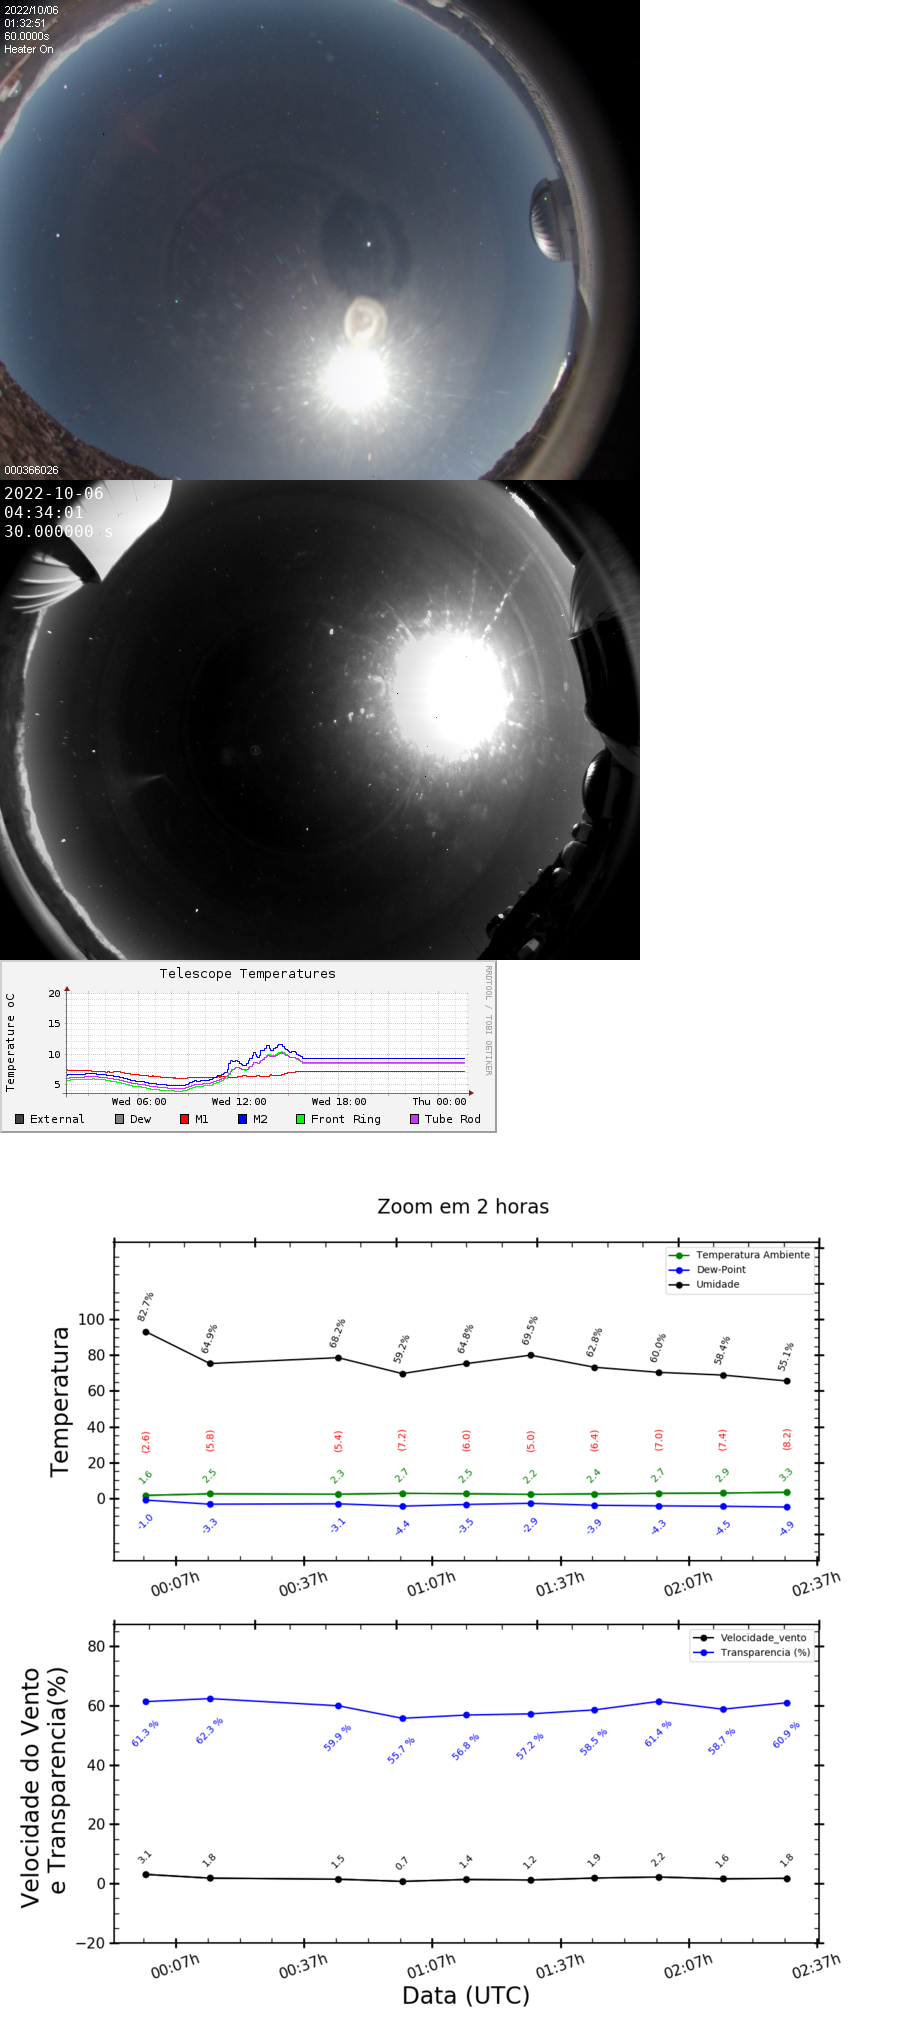 2022/10/06
01:32:51
60.0000s
Heater On
000366026
2022-10-06
04:34:01
30.000000 s
Telescope Temperatures
RRDTOOL / TOBI OETIKER
Temperature oC
20
15
10
5
Wed 06:00 Wed 12:00 Wed 18:00 Thu 00:00
External Dew M1 M2 Front Ring Tube Rod
Zoom em 2 horas
Temperatura
Temperatura Ambiente
Dew-Point
Umidade
100
80
60
40
20
0
82.7% 64.9% 68.2% 59.2% 64.8% 69.5% 62.8% 60.0% 58.4% 55.1%
(2.6) (5.8) (5.4) (7.2) (6.0) (5.0) (6.4) (7.0) (7.4) (8.2)
1.6 2.5 2.3 2.7 2.5 2.2 2.4 2.7 2.9 3.3
-1.0 -3.3 -3.1 -4.4 -3.5 -2.9 -3.9 -4.3 -4.5 -4.9
00:07h 00:37h 01:07h 01:37h 02:07h 02:37h
Velocidade do Vento
e Transparencia(%)
Velocidade_vento
Transparencia (%)
80
60
40
20
0
−20
61.3 % 62.3 % 59.9 % 55.7 % 56.8 % 57.2 % 58.5 % 61.4 % 58.7 % 60.9 %
3.1 1.8 1.5 0.7 1.4 1.2 1.9 2.2 1.6 1.8
00:07h 00:37h 01:07h 01:37h 02:07h 02:37h
Data (UTC)